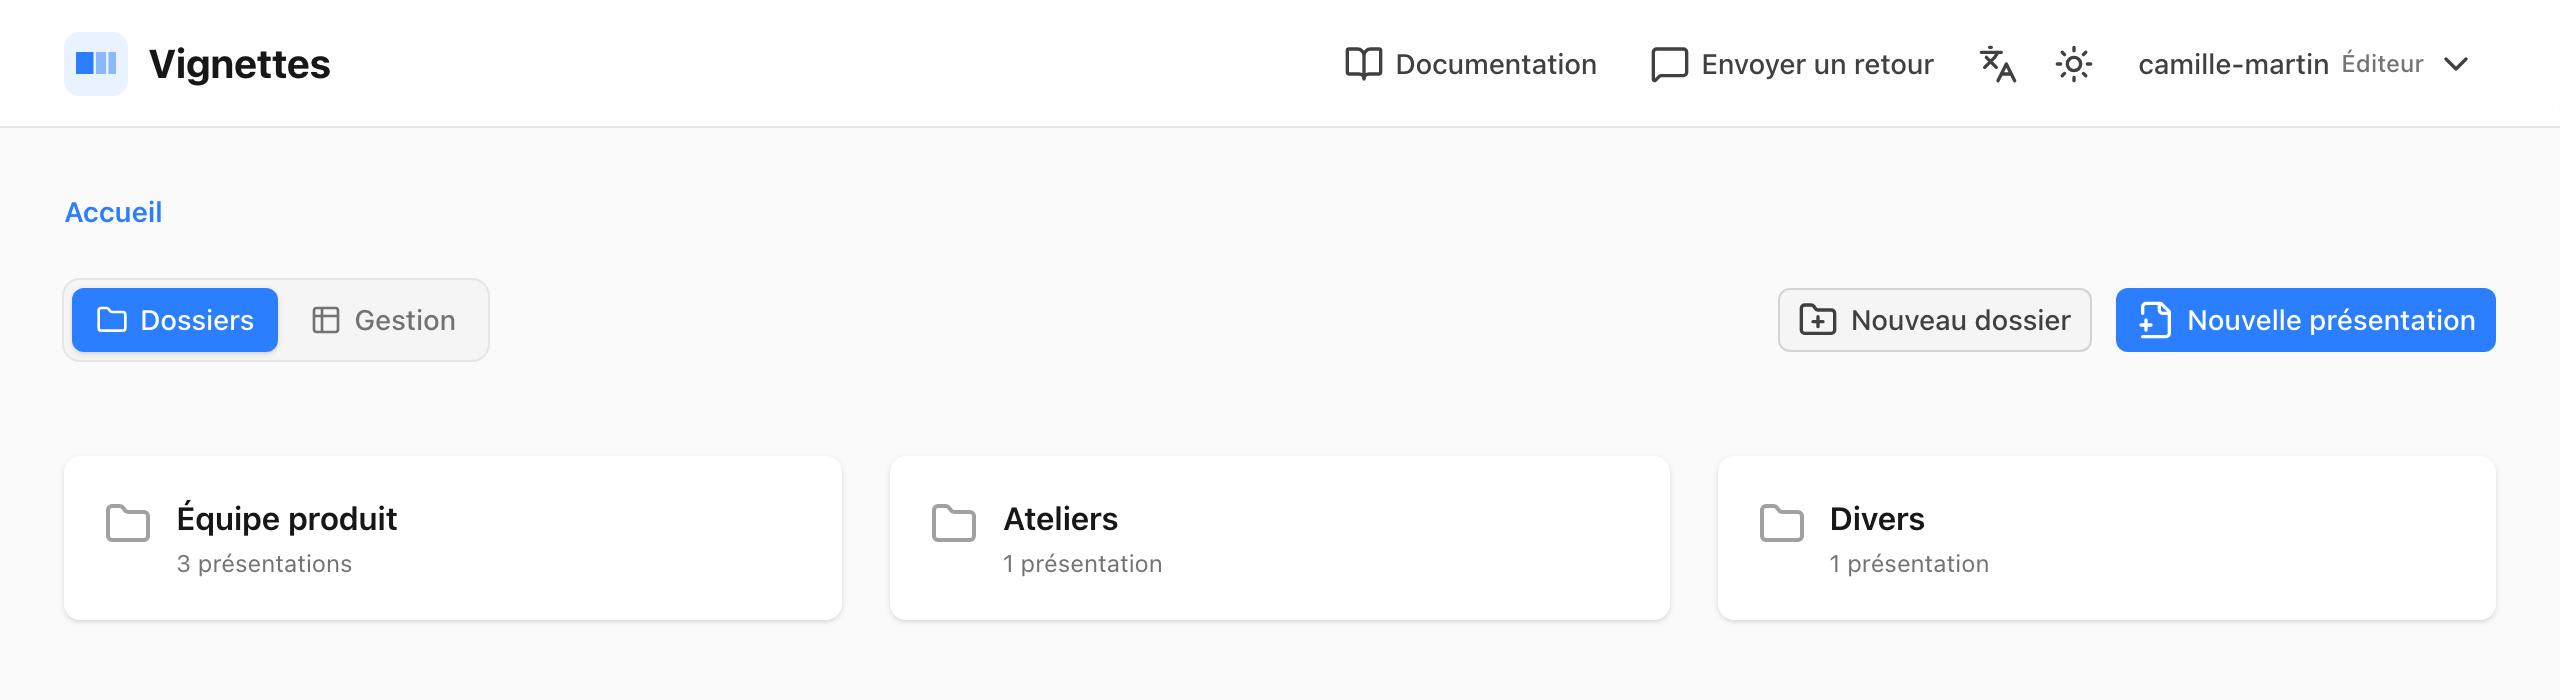 Vignettes
Documentation
Envoyer un retour
camille-martin Éditeur
Accueil
Dossiers
Gestion
Nouveau dossier
Nouvelle présentation
Équipe produit
3 présentations
Ateliers
1 présentation
Divers
1 présentation